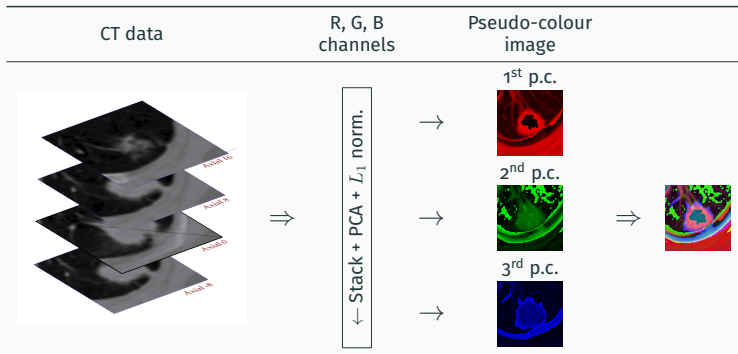 CT data
R, G, B
channels
Pseudo-colour
image
Axial 16
Axial 8
Axial 0
Axial -8
⇒
← Stack + PCA + L₁ norm.
→
→
→
1st p.c.
2nd p.c.
3rd p.c.
⇒